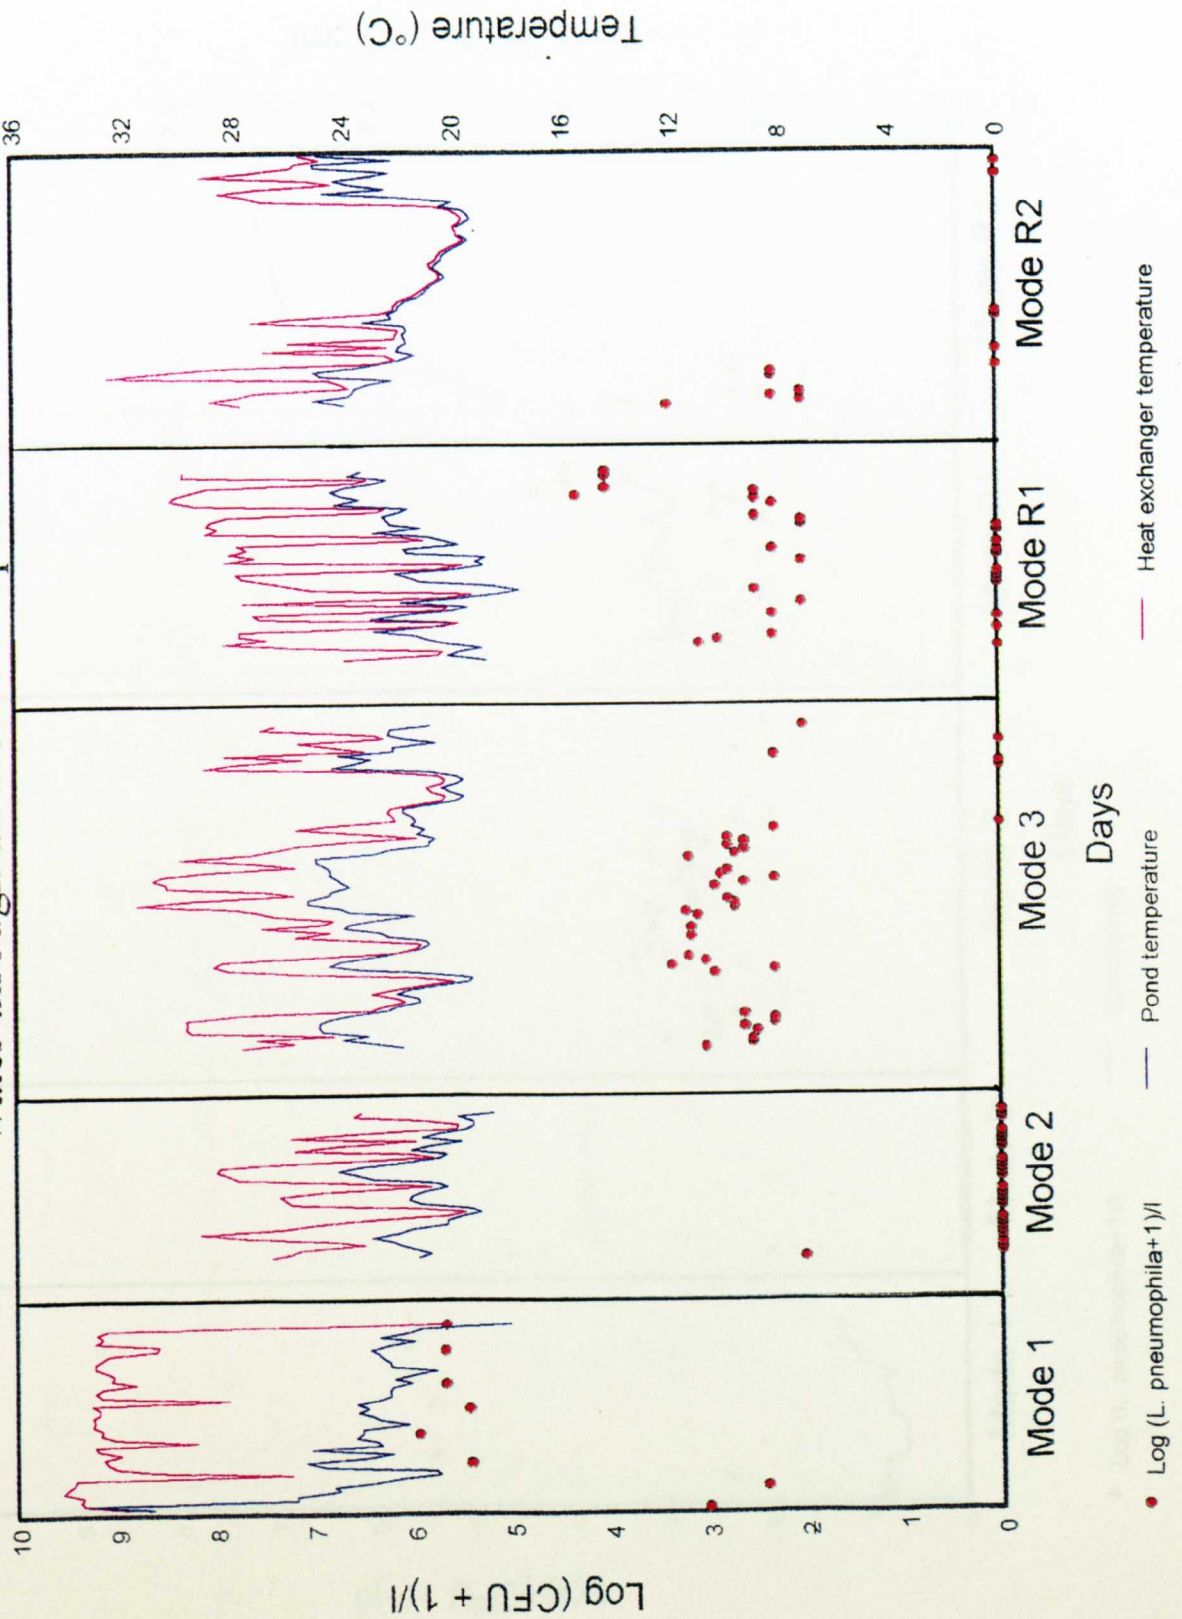 Log (CFU + 1)/l
10
9
8
7
6
5
4
3
2
1
0
Temperature (°C)
36
32
28
24
20
16
12
8
4
0
Mode 1
Mode 2
Mode 3
Mode R1
Mode R2
Days
Log (L. pneumophila+1)/l
Pond temperature
Heat exchanger temperature